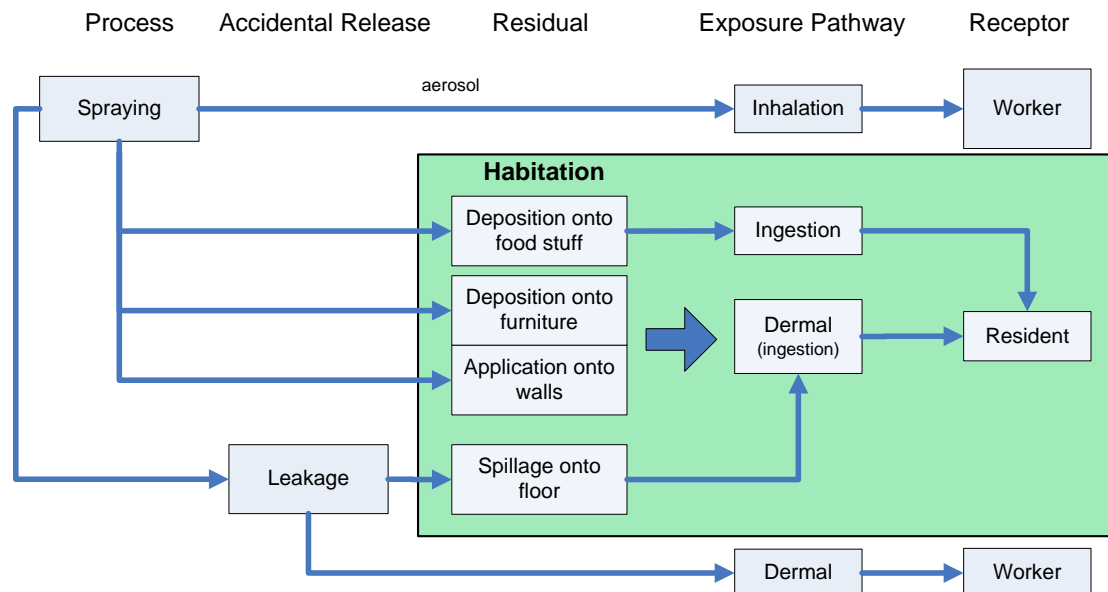 Process
Accidental Release
Residual
Exposure Pathway
Receptor
Spraying
aerosol
Inhalation
Worker
Habitation
Deposition onto
food stuff
Ingestion
Deposition onto
furniture
Dermal
(ingestion)
Resident
Application onto
walls
Leakage
Spillage onto
floor
Dermal
Worker